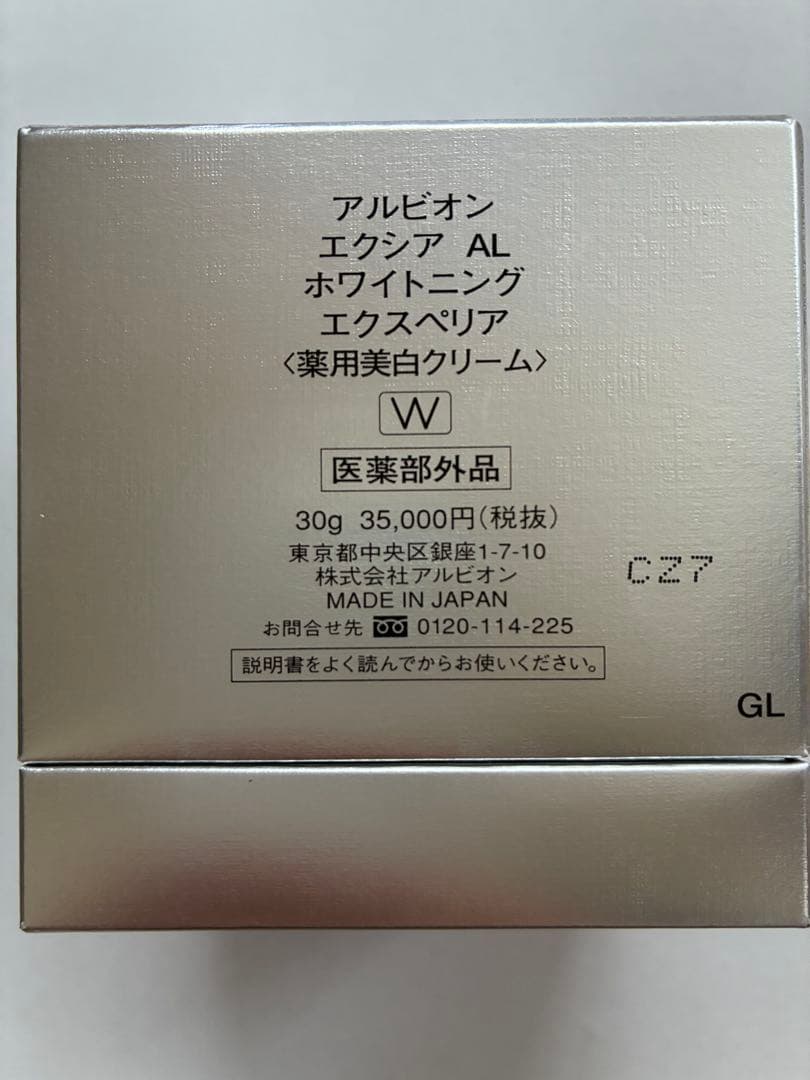 アルビオン
エクシア AL
ホワイトニング
エクスペリア
〈薬用美白クリーム〉
W
医薬部外品
30g 35,000円(税抜)
東京都中央区銀座1-7-10
株式会社アルビオン
MADE IN JAPAN
お問合せ先 0120-114-225
説明書をよく読んでからお使いください。
CZ7
GL